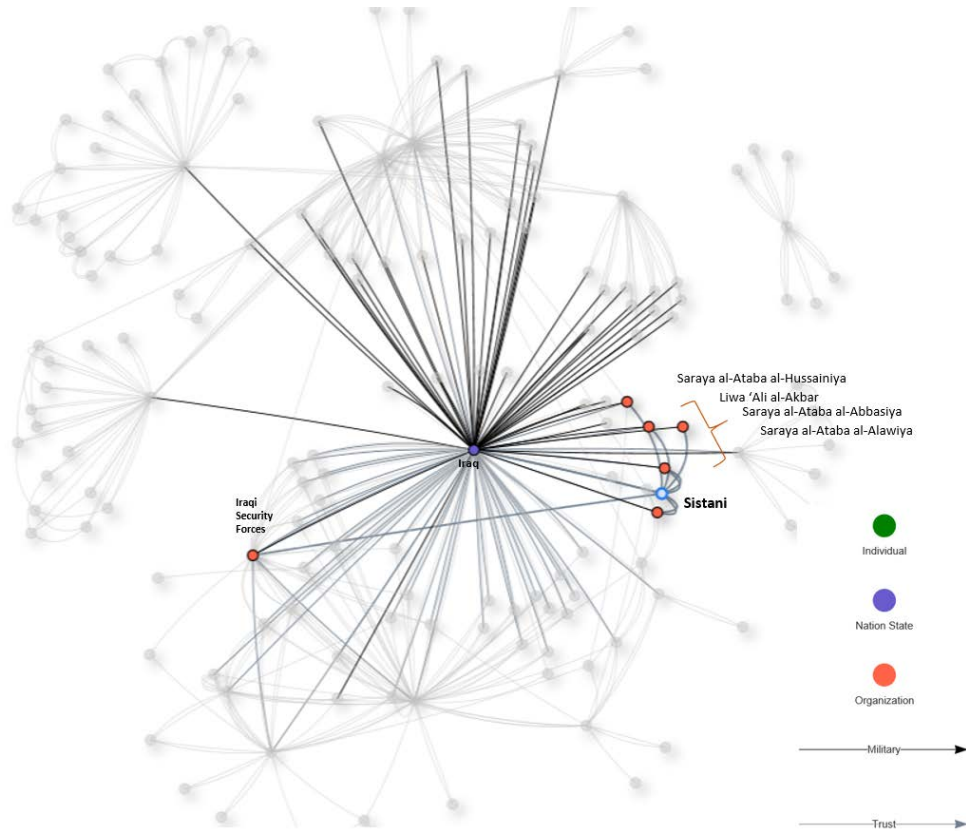 Saraya al-Ataba al-Hussainiya
Liwa ‘Ali al-Akbar
Saraya al-Ataba al-Abbasiya
Saraya al-Ataba al-Alawiya
Iraq
Sistani
Iraqi
Security
Forces
Individual
Nation State
Organization
Military
Trust